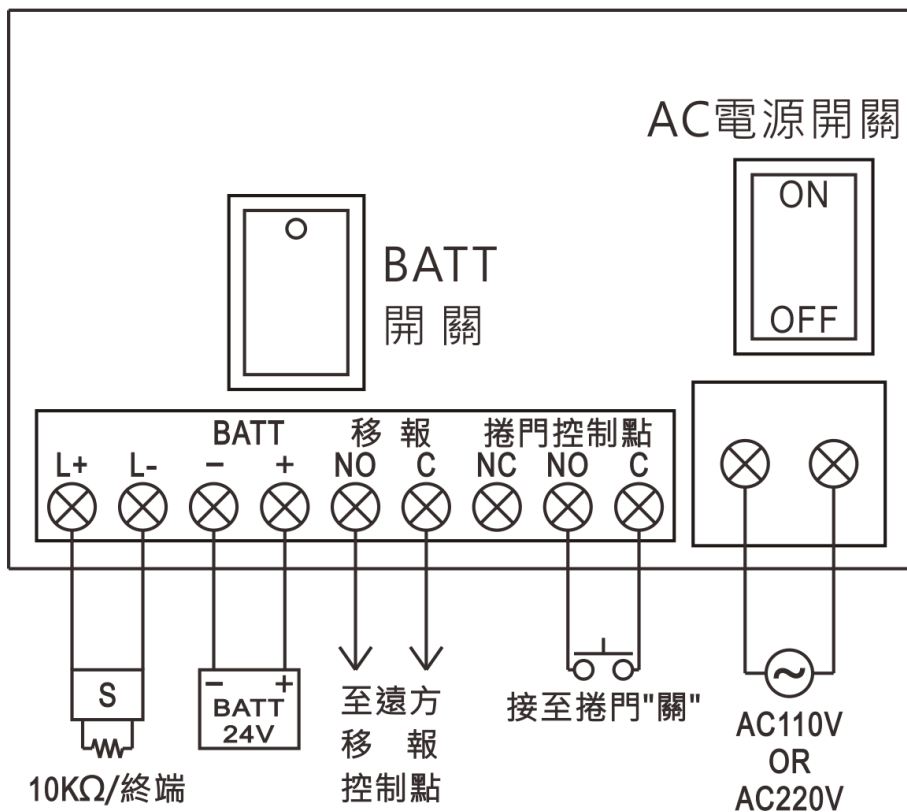 AC電源開關
ON
OFF
BATT
開 關
BATT 移 報 捲門控制點
L+ L- − + NO C NC NO C
S
10KΩ/終端
− +
BATT
24V
至遠方
移 報
控制點
接至捲門"關"
~
AC110V
OR
AC220V